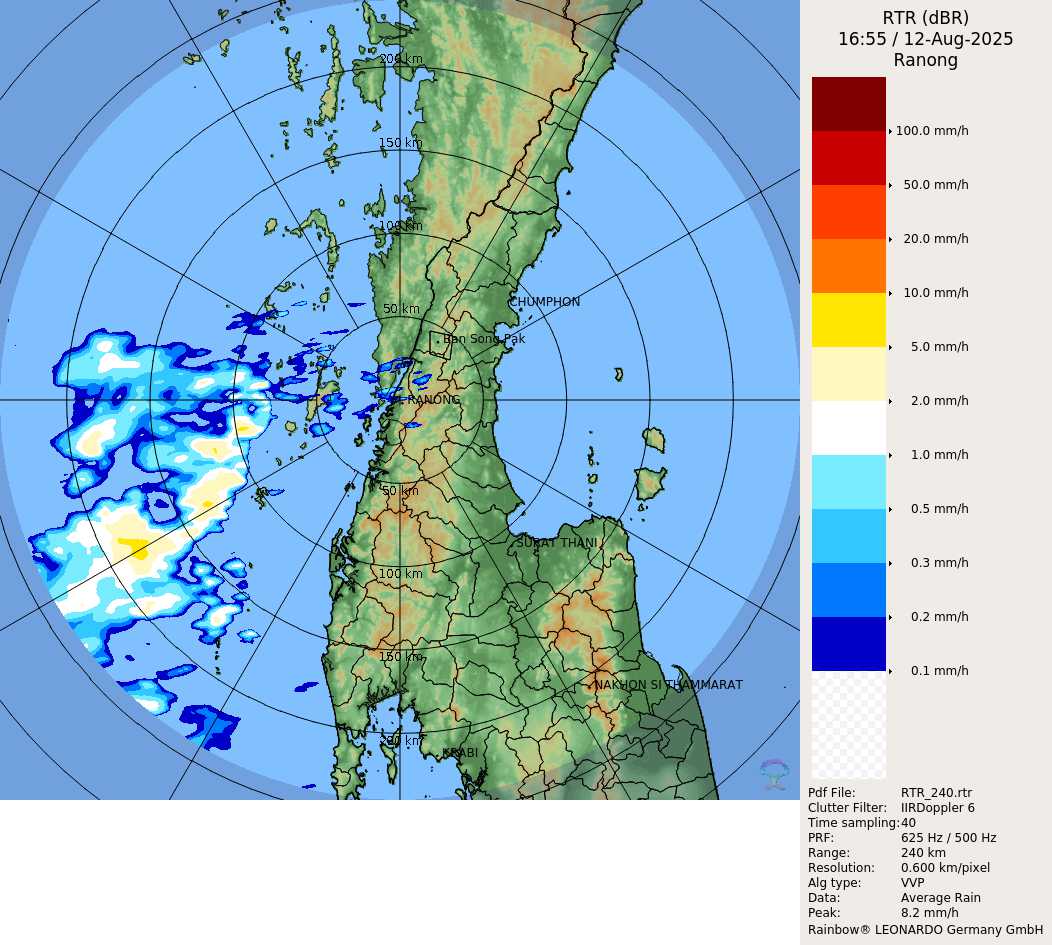 RTR (dBR)
16:55 / 12-Aug-2025
Ranong
200 km
150 km
100 km
50 km
CHUMPHON
Ban Song Pak
RANONG
50 km
SURAT THANI
100 km
150 km
NAKHON SI THAMMARAT
200 km
KRABI
100.0 mm/h
50.0 mm/h
20.0 mm/h
10.0 mm/h
5.0 mm/h
2.0 mm/h
1.0 mm/h
0.5 mm/h
0.3 mm/h
0.2 mm/h
0.1 mm/h
Pdf File: RTR_240.rtr
Clutter Filter: IIRDoppler 6
Time sampling:40
PRF: 625 Hz / 500 Hz
Range: 240 km
Resolution: 0.600 km/pixel
Alg type: VVP
Data: Average Rain
Peak: 8.2 mm/h
Rainbow® LEONARDO Germany GmbH